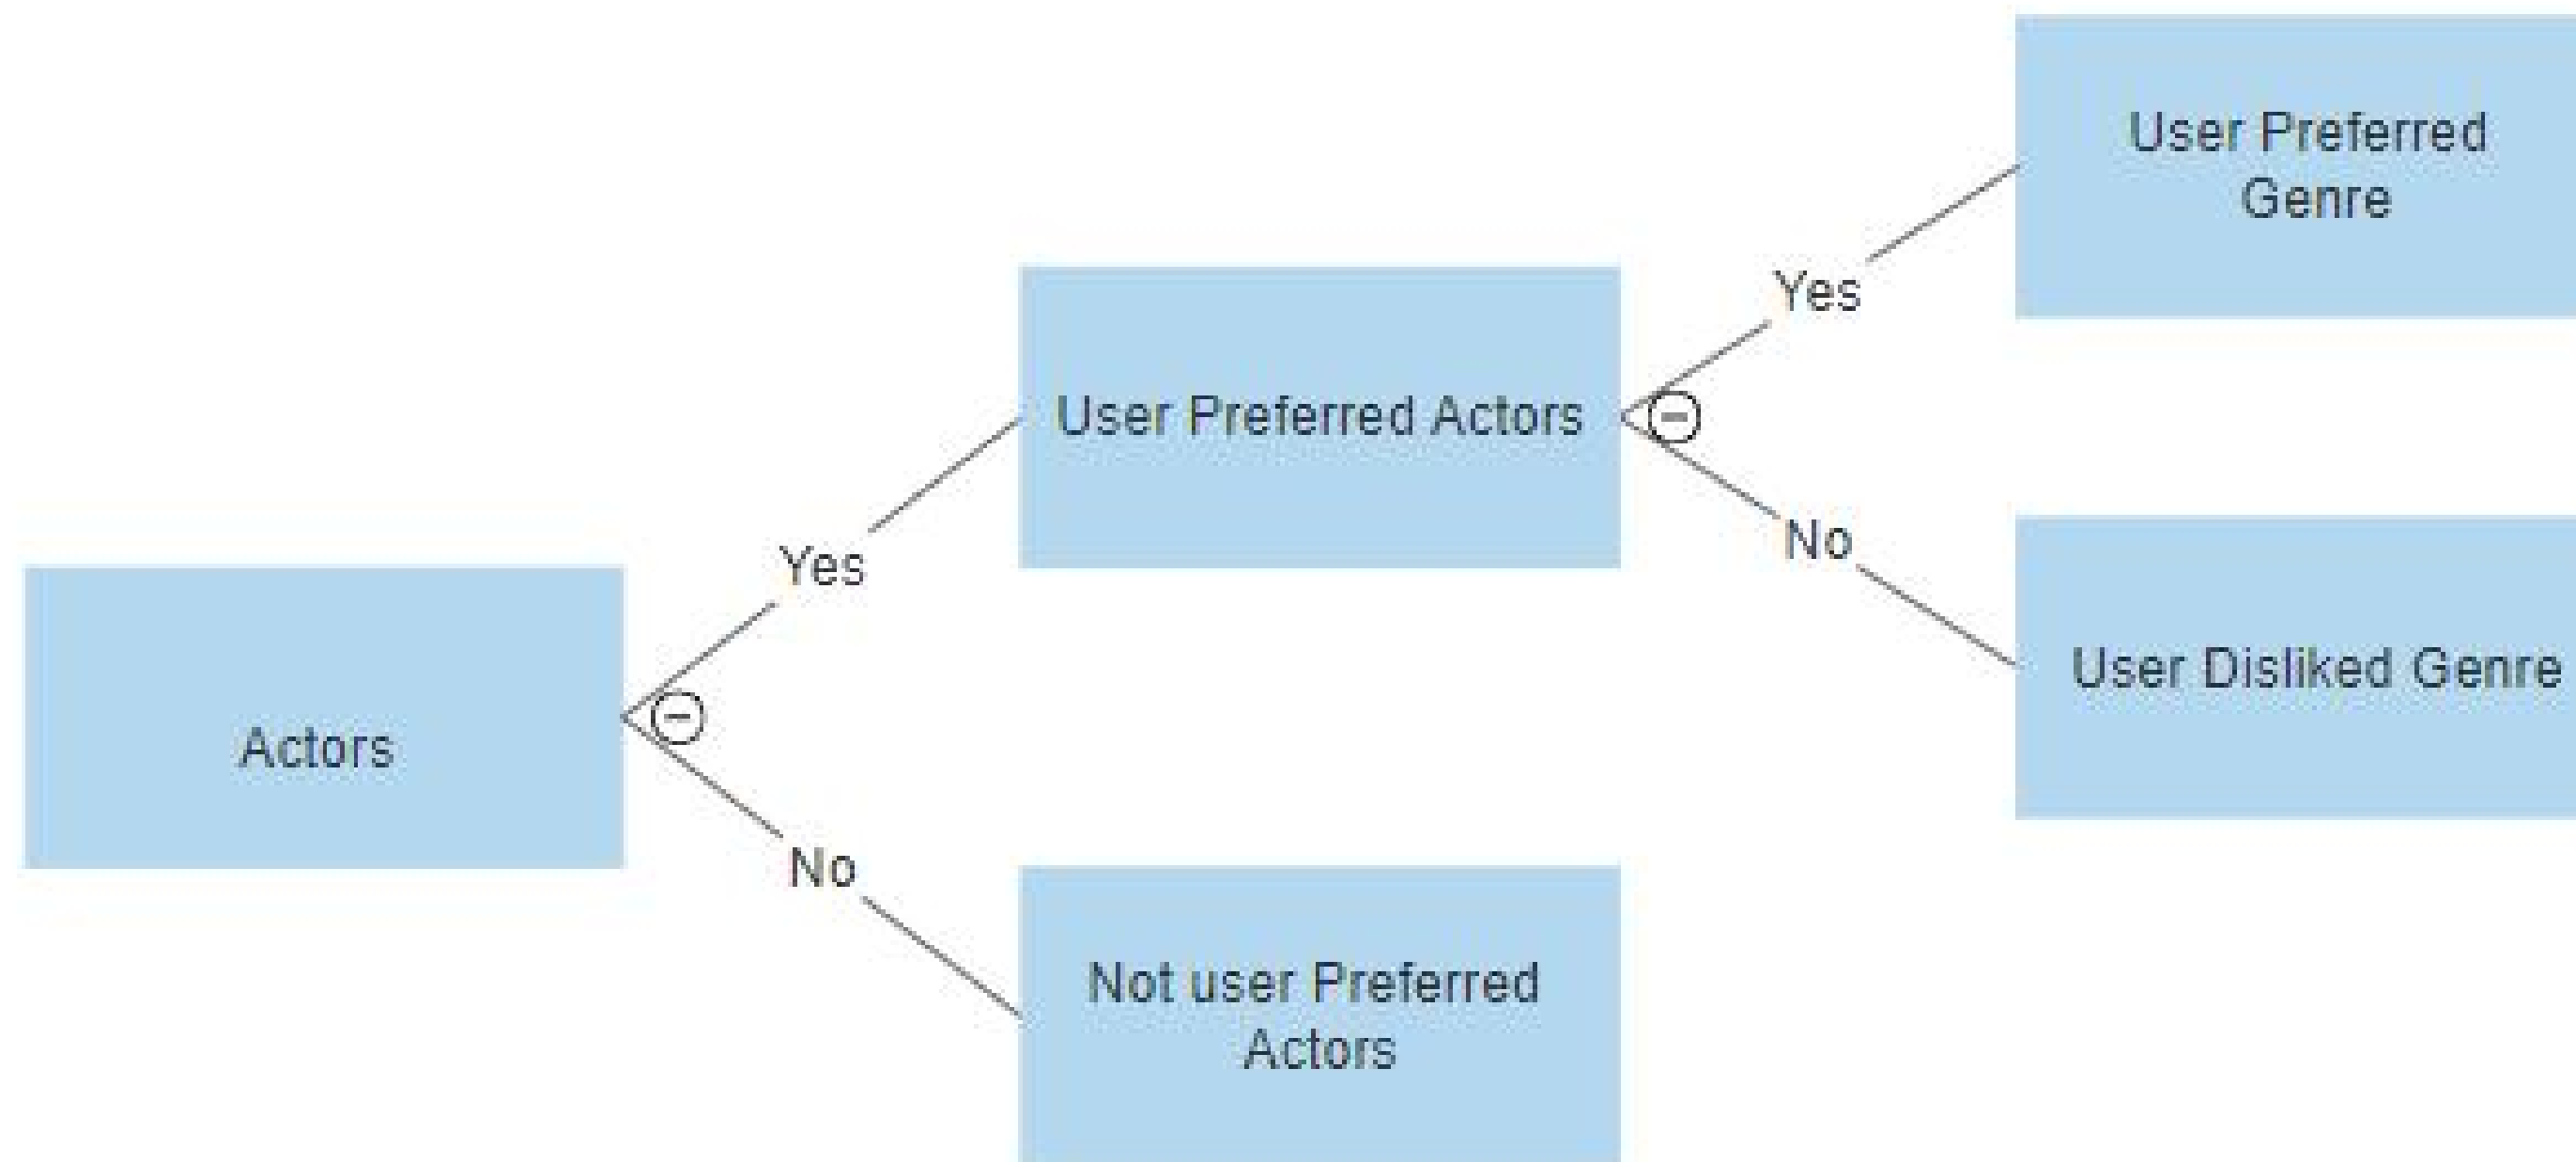 User Preferred
Genre
Yes
User Preferred Actors
No
User Disliked Genre
Yes
Actors
No
Not user Preferred
Actors